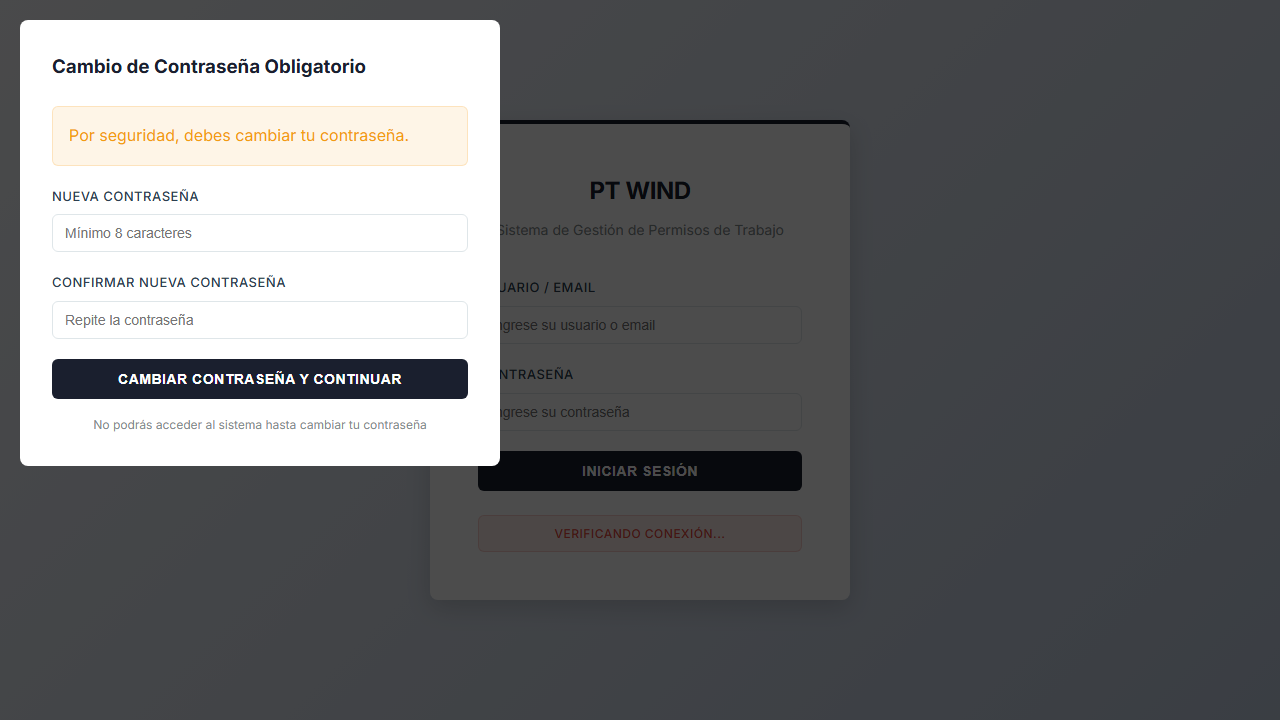 Cambio de Contraseña Obligatorio
Por seguridad, debes cambiar tu contraseña.
NUEVA CONTRASEÑA
Mínimo 8 caracteres
CONFIRMAR NUEVA CONTRASEÑA
Repite la contraseña
CAMBIAR CONTRASEÑA Y CONTINUAR
No podrás acceder al sistema hasta cambiar tu contraseña
PT WIND
Sistema de Gestión de Permisos de Trabajo
UARIO / EMAIL
ngrese su usuario o email
NTRASEÑA
ngrese su contraseña
INICIAR SESIÓN
VERIFICANDO CONEXIÓN...